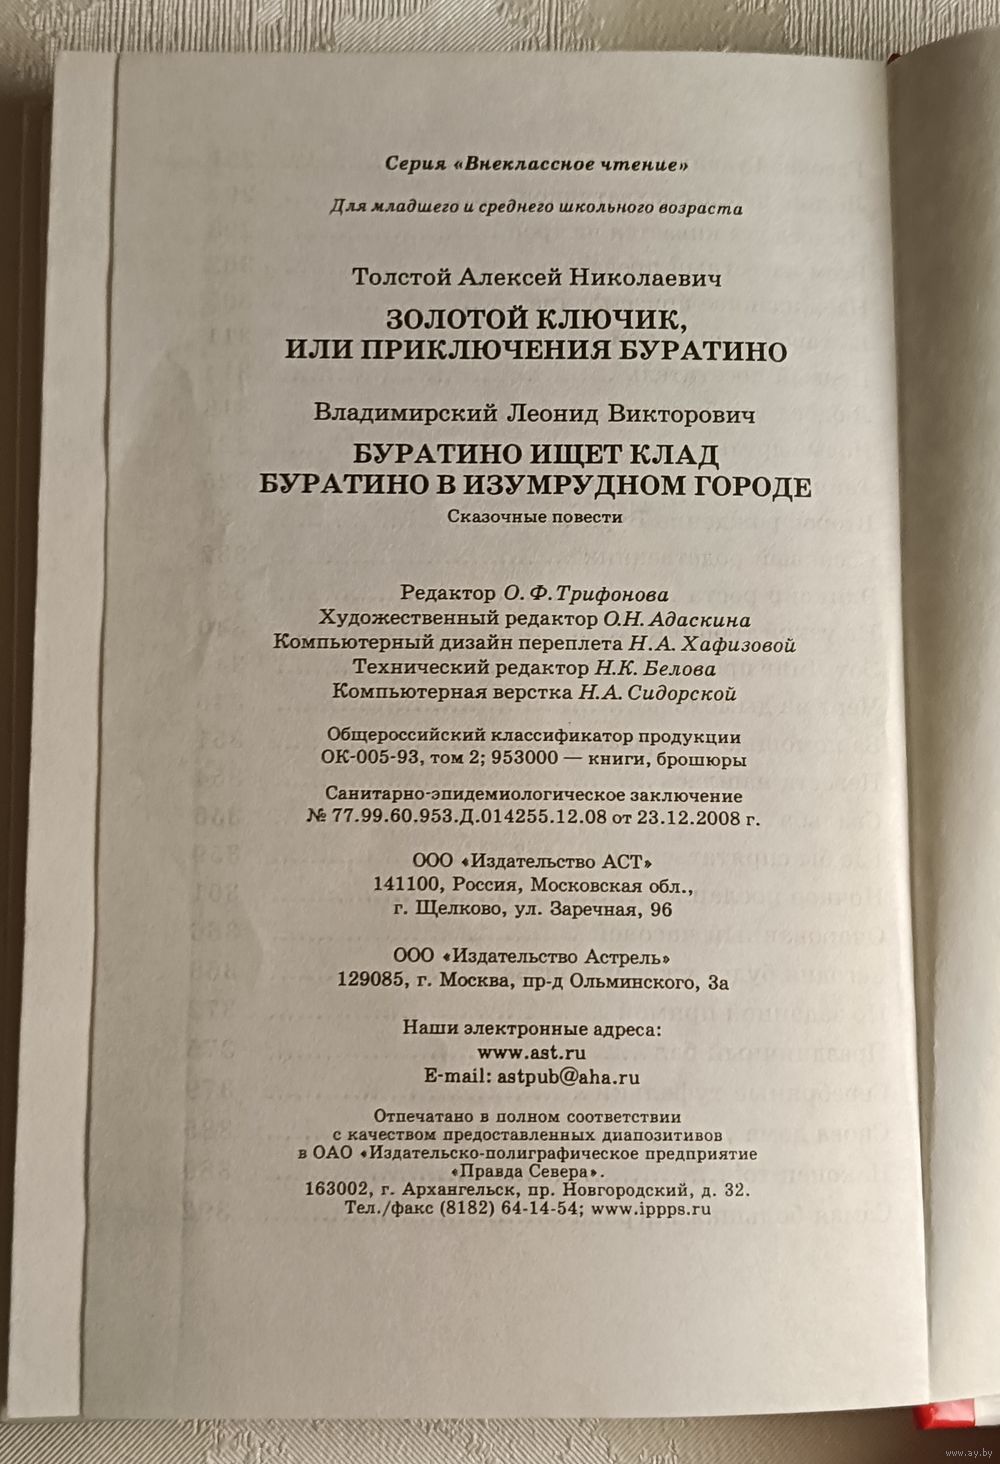 Серия «Внеклассное чтение»
Для младшего и среднего школьного возраста
Толстой Алексей Николаевич
ЗОЛОТОЙ КЛЮЧИК,
ИЛИ ПРИКЛЮЧЕНИЯ БУРАТИНО
Владимирский Леонид Викторович
БУРАТИНО ИЩЕТ КЛАД
БУРАТИНО В ИЗУМРУДНОМ ГОРОДЕ
Сказочные повести
Редактор О. Ф. Трифонова
Художественный редактор О.Н. Адаскина
Компьютерный дизайн переплета Н.А. Хафизовой
Технический редактор Н.К. Белова
Компьютерная верстка Н.А. Сидорской
Общероссийский классификатор продукции
ОК-005-93, том 2; 953000 — книги, брошюры
Санитарно-эпидемиологическое заключение
№ 77.99.60.953.Д.014255.12.08 от 23.12.2008 г.
ООО «Издательство АСТ»
141100, Россия, Московская обл.,
г. Щелково, ул. Заречная, 96
ООО «Издательство Астрель»
129085, г. Москва, пр-д Ольминского, 3а
Наши электронные адреса:
www.ast.ru
E-mail: astpub@aha.ru
Отпечатано в полном соответствии
с качеством предоставленных диапозитивов
в ОАО «Издательско-полиграфическое предприятие
«Правда Севера».
163002, г. Архангельск, пр. Новгородский, д. 32.
Тел./факс (8182) 64-14-54; www.ippps.ru
www.ay.by